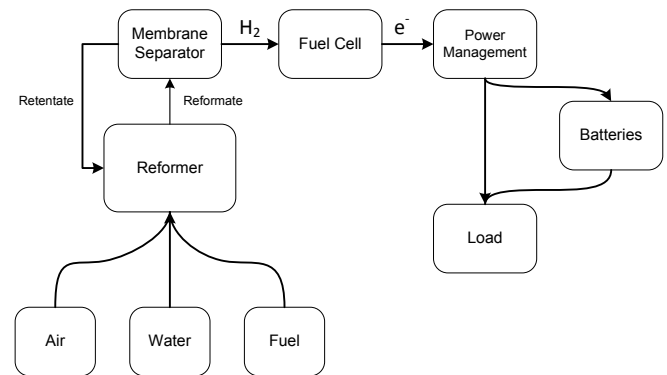 Membrane
Separator
H₂
Fuel Cell
e⁻
Power
Management
Retentate
Reformate
Batteries
Reformer
Load
Air
Water
Fuel